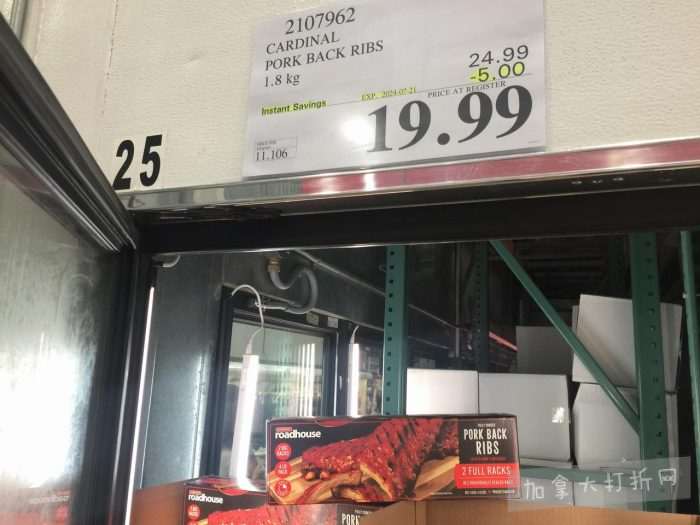 2107962
CARDINAL
PORK BACK RIBS
1.8 kg
24.99
-5.00
Instant Savings
EXP. 2024-07-21
PRICE AT REGISTER
19.99
11.106
25
roadhouse
PORK BACK
RIBS
2 FULL RACKS
roadhouse
PORK BACK
加拿大打折网